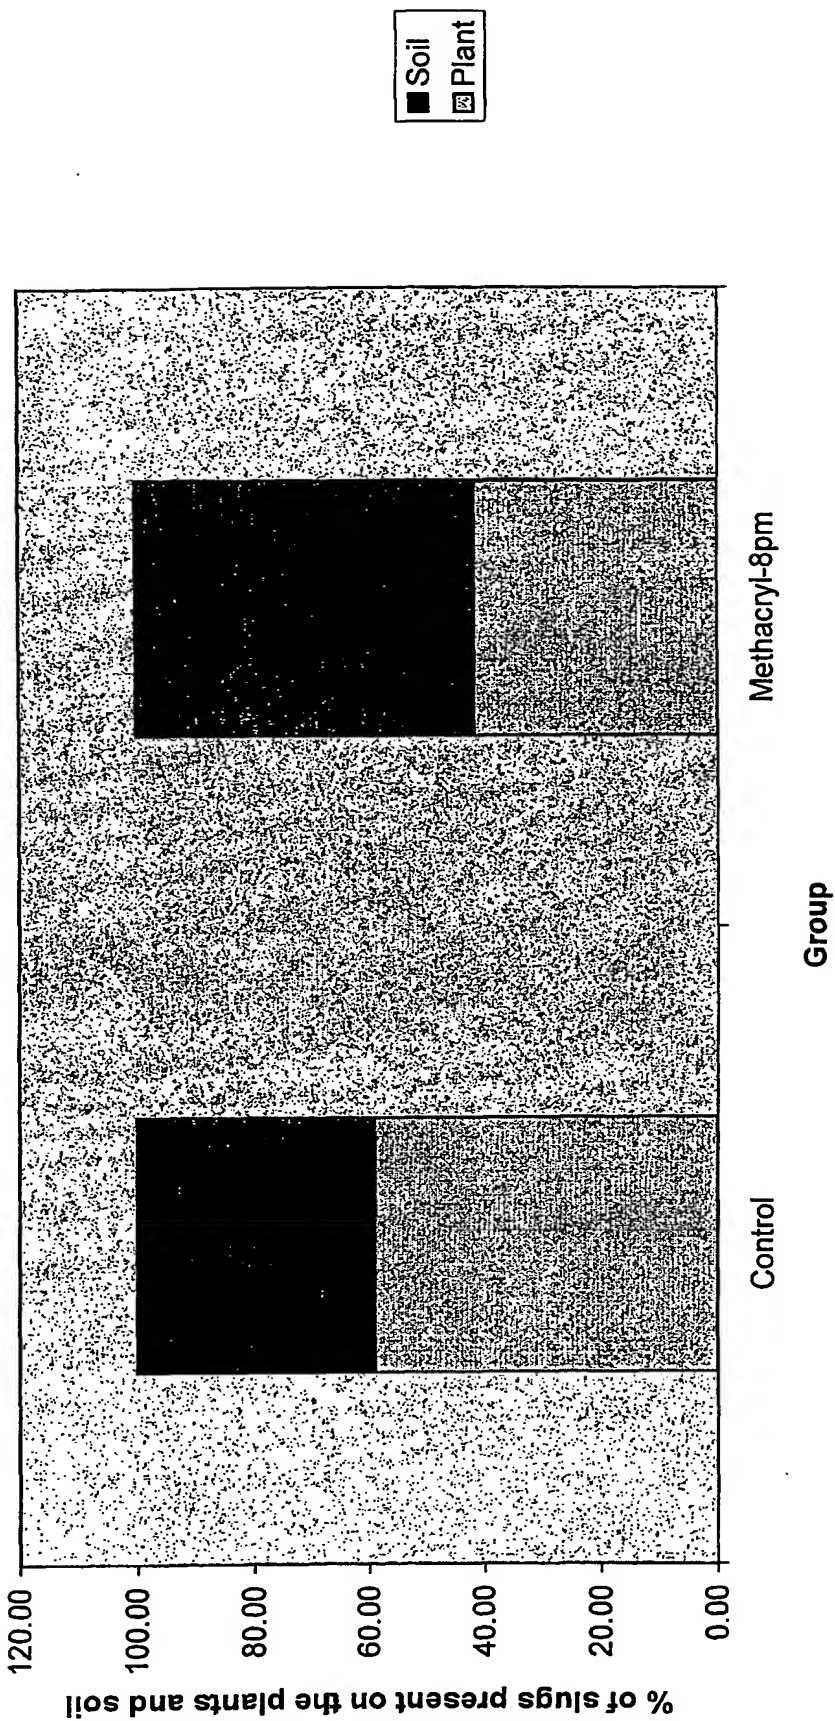 Soil
Plant
120.00
100.00
80.00
60.00
40.00
20.00
0.00
% of slugs present on the plants and soil
Control
Methacryl-8pm
Group